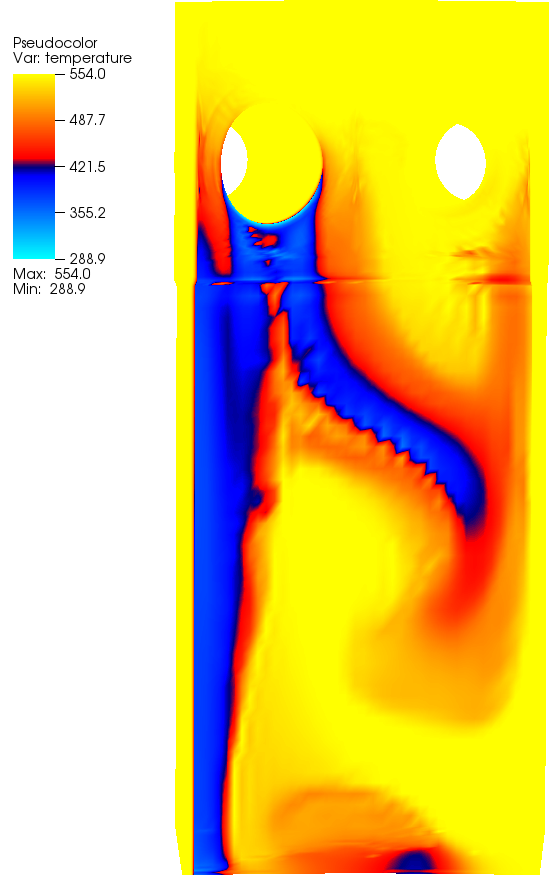 Pseudocolor
Var: temperature
554.0
487.7
421.5
355.2
288.9
Max: 554.0
Min: 288.9